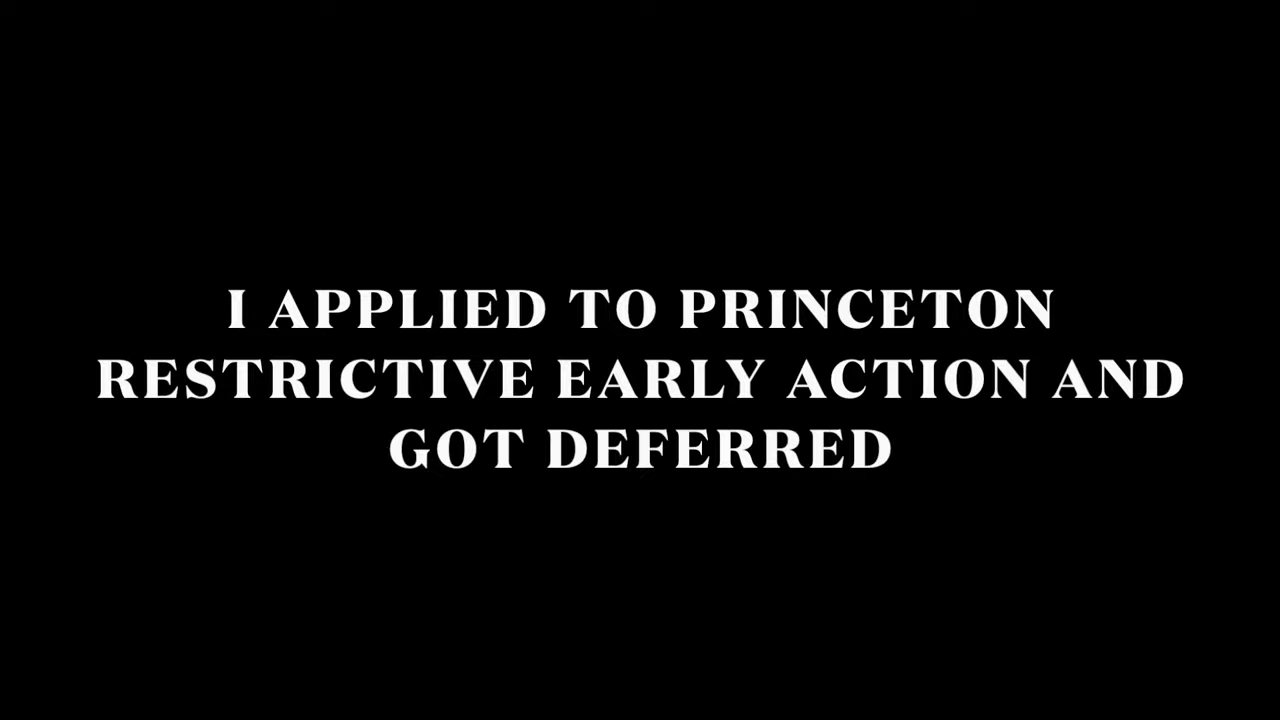 I APPLIED TO PRINCETON
RESTRICTIVE EARLY ACTION AND
GOT DEFERRED